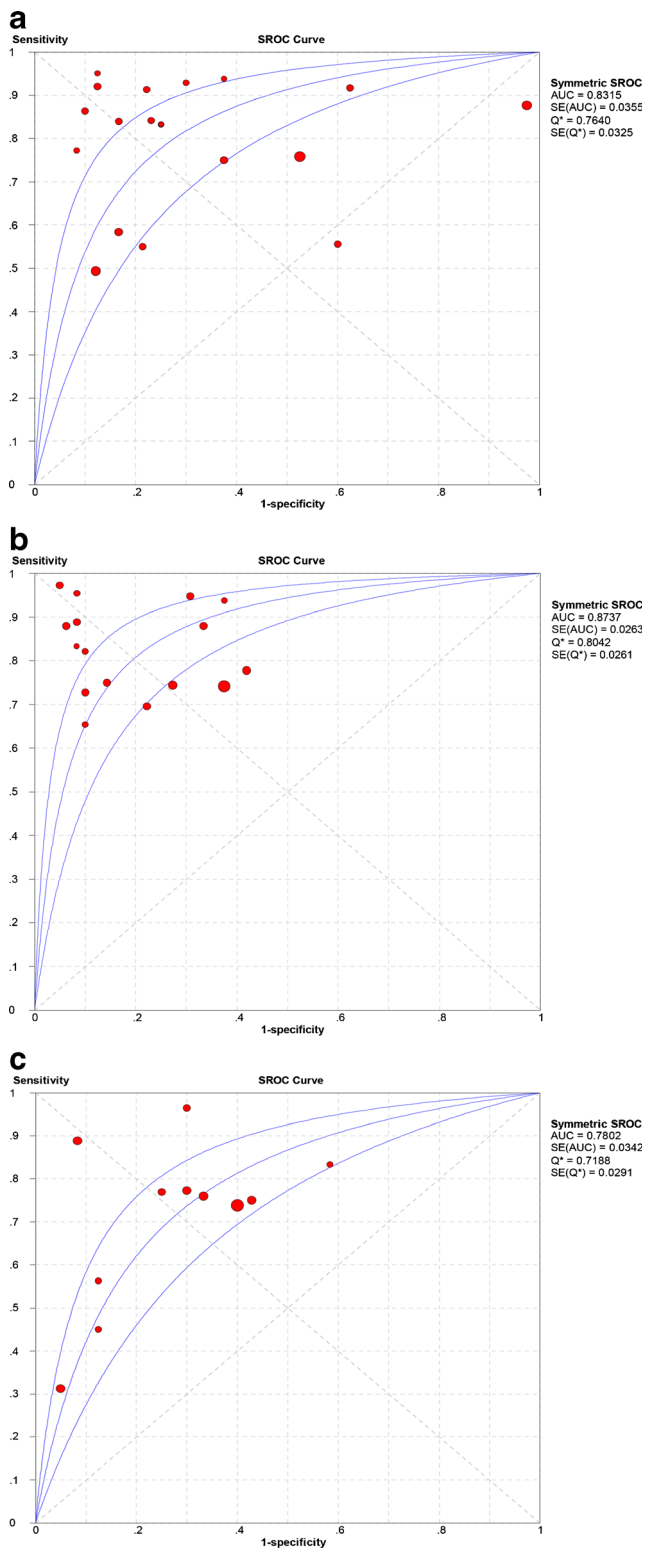 a
Sensitivity SROC Curve
1
.9
.8
.7
.6
.5
.4
.3
.2
.1
0
0 .2 .4 .6 .8 1
1-specificity
Symmetric SROC
AUC = 0.8315
SE(AUC) = 0.0355
Q* = 0.7640
SE(Q*) = 0.0325
b
Sensitivity SROC Curve
1
.9
.8
.7
.6
.5
.4
.3
.2
.1
0
0 .2 .4 .6 .8 1
1-specificity
Symmetric SROC
AUC = 0.8737
SE(AUC) = 0.0263
Q* = 0.8042
SE(Q*) = 0.0261
c
Sensitivity SROC Curve
1
.9
.8
.7
.6
.5
.4
.3
.2
.1
0
0 .2 .4 .6 .8 1
1-specificity
Symmetric SROC
AUC = 0.7802
SE(AUC) = 0.0342
Q* = 0.7188
SE(Q*) = 0.0291